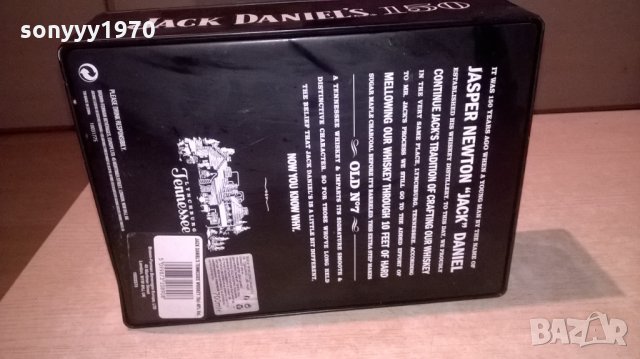 sonyyy1970
JACK DANIEL'S 150
IT WAS 150 YEARS AGO WHEN A YOUNG MAN BY THE NAME OF
JASPER NEWTON "JACK" DANIEL
ESTABLISHED HIS WHISKEY DISTILLERY. TO THIS DAY, WE PROUDLY
CONTINUE JACK'S TRADITION OF CRAFTING OUR WHISKEY
IN THE VERY SAME PLACE, LYNCHBURG, TENNESSEE. ACCORDING
TO MR. JACK'S PROCESS WE STILL GO TO THE ADDED EFFORT OF
MELLOWING OUR WHISKEY THROUGH 10 FEET OF HARD
SUGAR MAPLE CHARCOAL BEFORE IT'S BARRELED. THIS EXTRA STEP MAKES
OLD Nº7
A TENNESSEE WHISKEY & IMPARTS ITS SIGNATURE SMOOTH &
DISTINCTIVE CHARACTER. SO FOR THOSE WHO'VE LONG HELD
THE BELIEF THAT JACK DANIEL'S IS A LITTLE BIT DIFFERENT,
NOW YOU KNOW WHY.
LYNCHBURG
Tennessee
PLEASE DRINK RESPONSIBLY.
BAZAR
bg